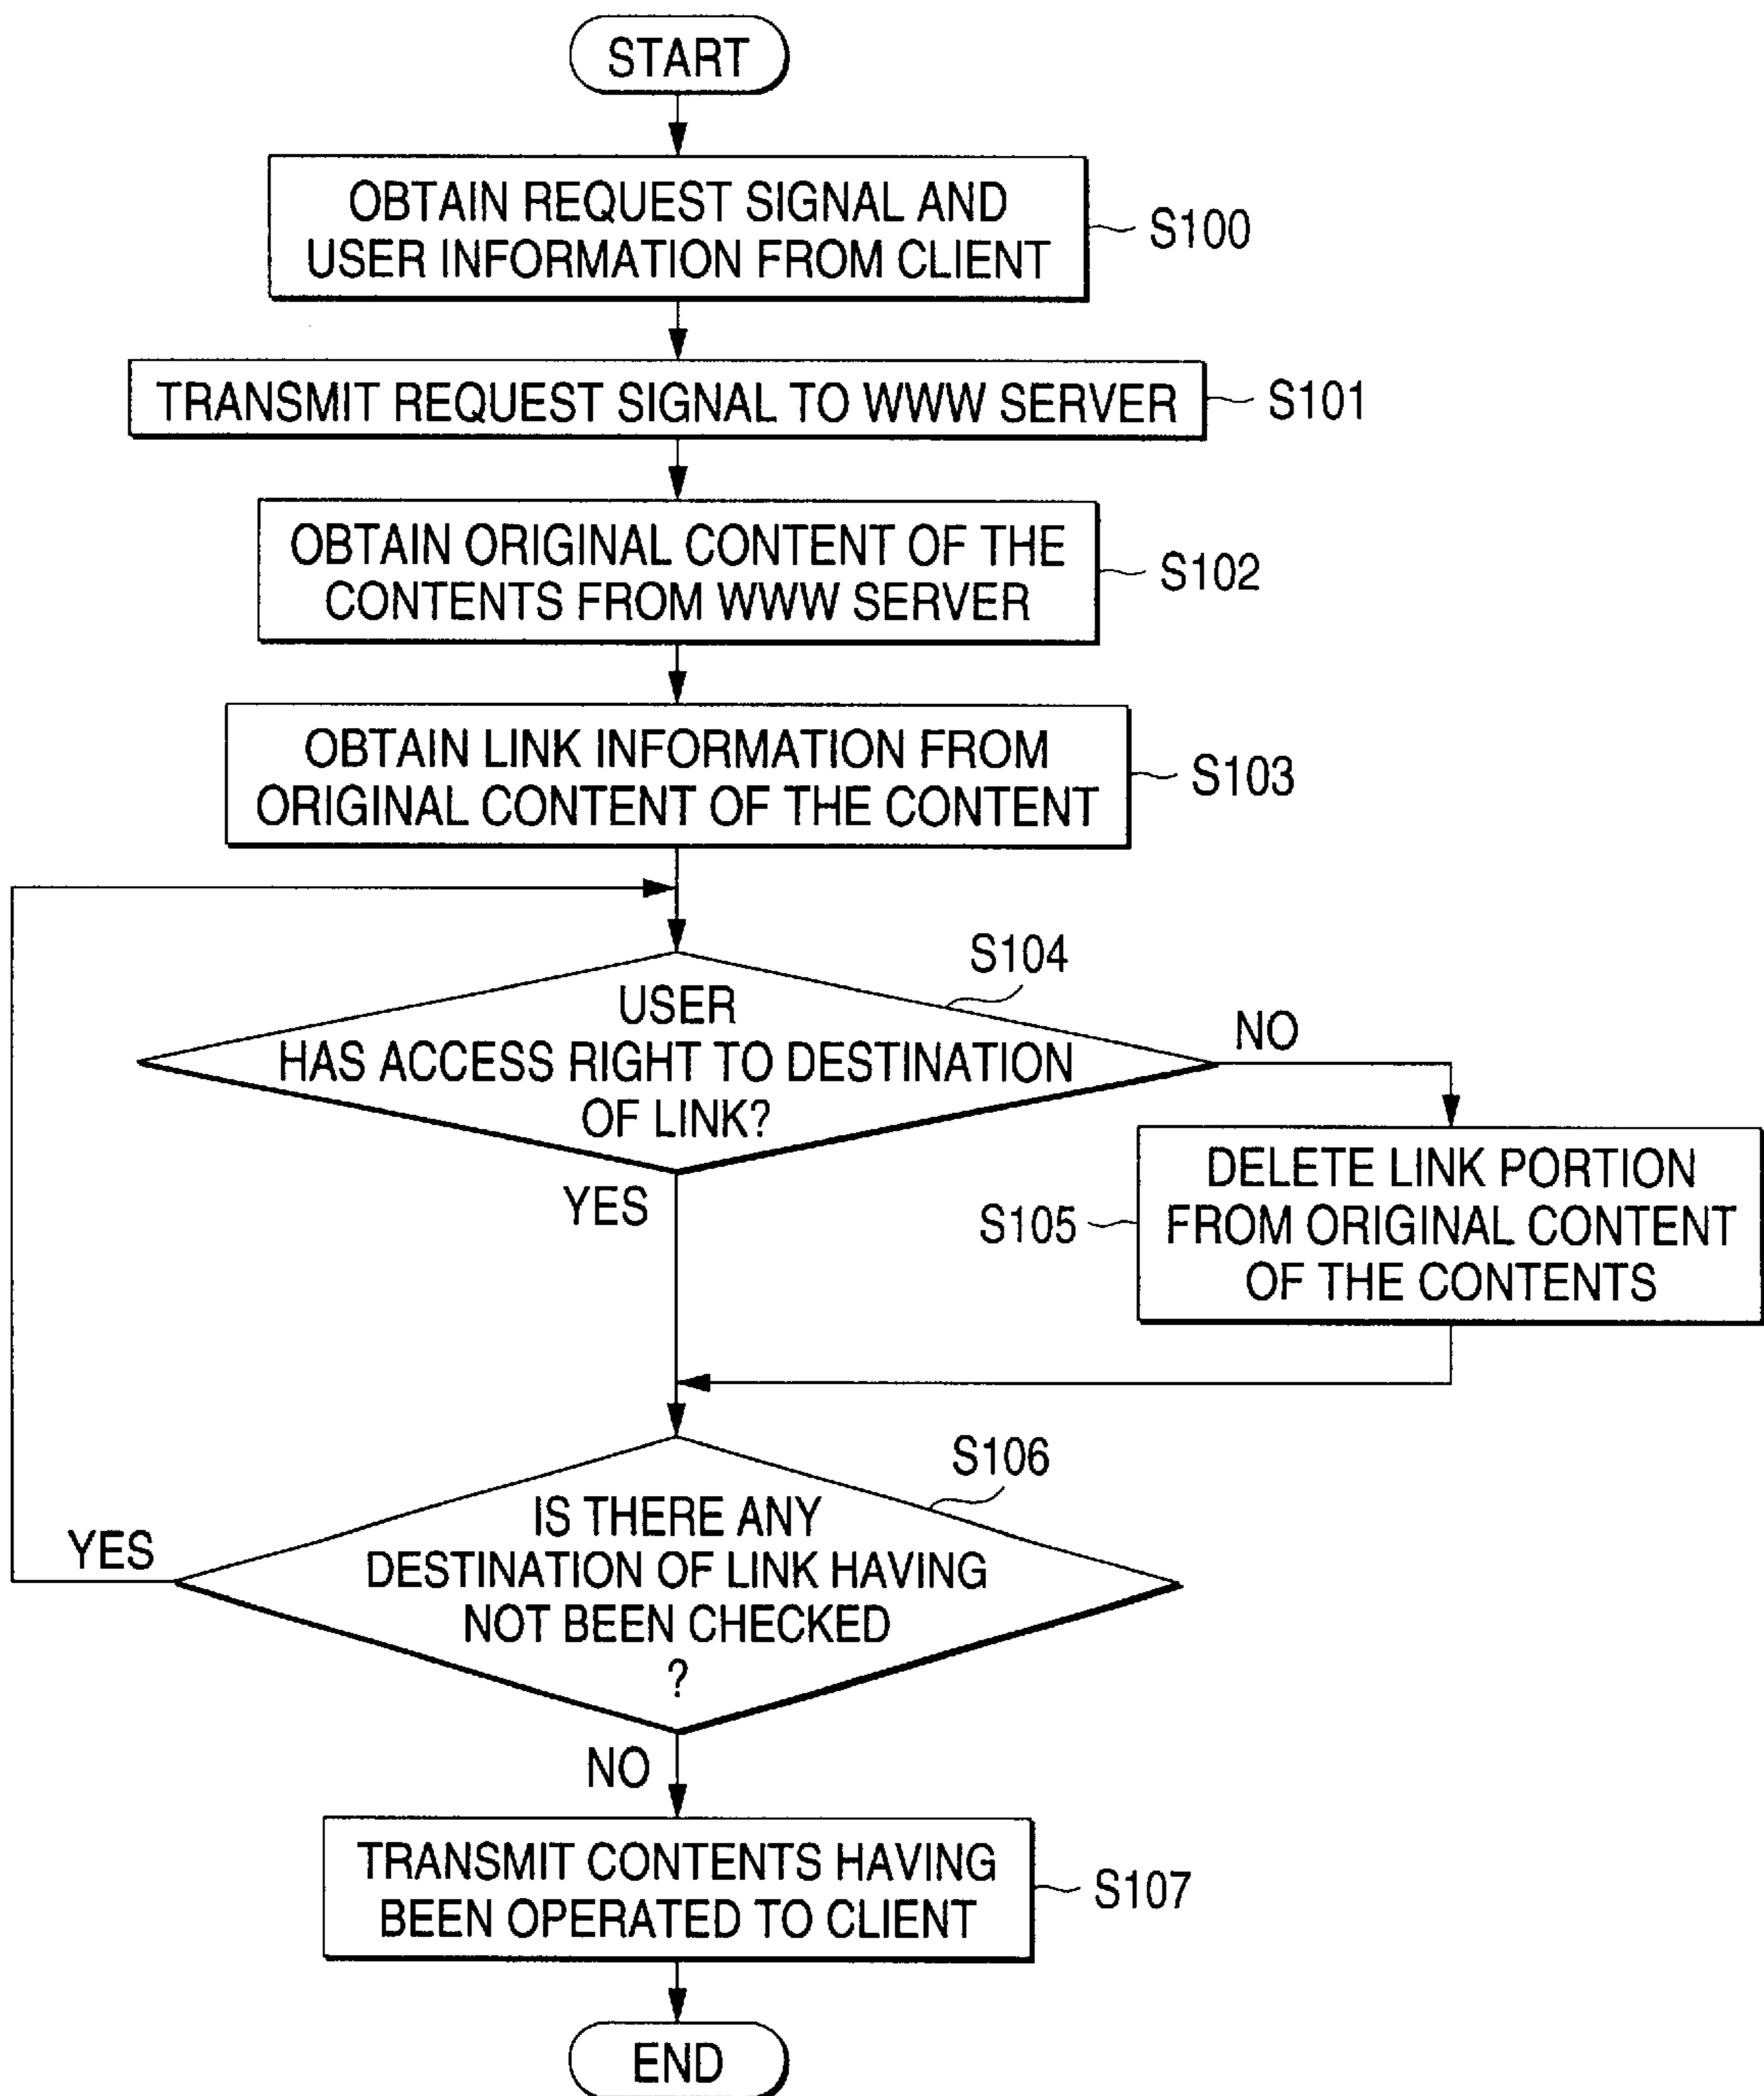 START
OBTAIN REQUEST SIGNAL AND
USER INFORMATION FROM CLIENT
S100
TRANSMIT REQUEST SIGNAL TO WWW SERVER
S101
OBTAIN ORIGINAL CONTENT OF THE
CONTENTS FROM WWW SERVER
S102
OBTAIN LINK INFORMATION FROM
ORIGINAL CONTENT OF THE CONTENT
S103
S104
USER
HAS ACCESS RIGHT TO DESTINATION
OF LINK?
NO
YES
DELETE LINK PORTION
FROM ORIGINAL CONTENT
OF THE CONTENTS
S105
S106
IS THERE ANY
DESTINATION OF LINK HAVING
NOT BEEN CHECKED
?
YES
NO
TRANSMIT CONTENTS HAVING
BEEN OPERATED TO CLIENT
S107
END